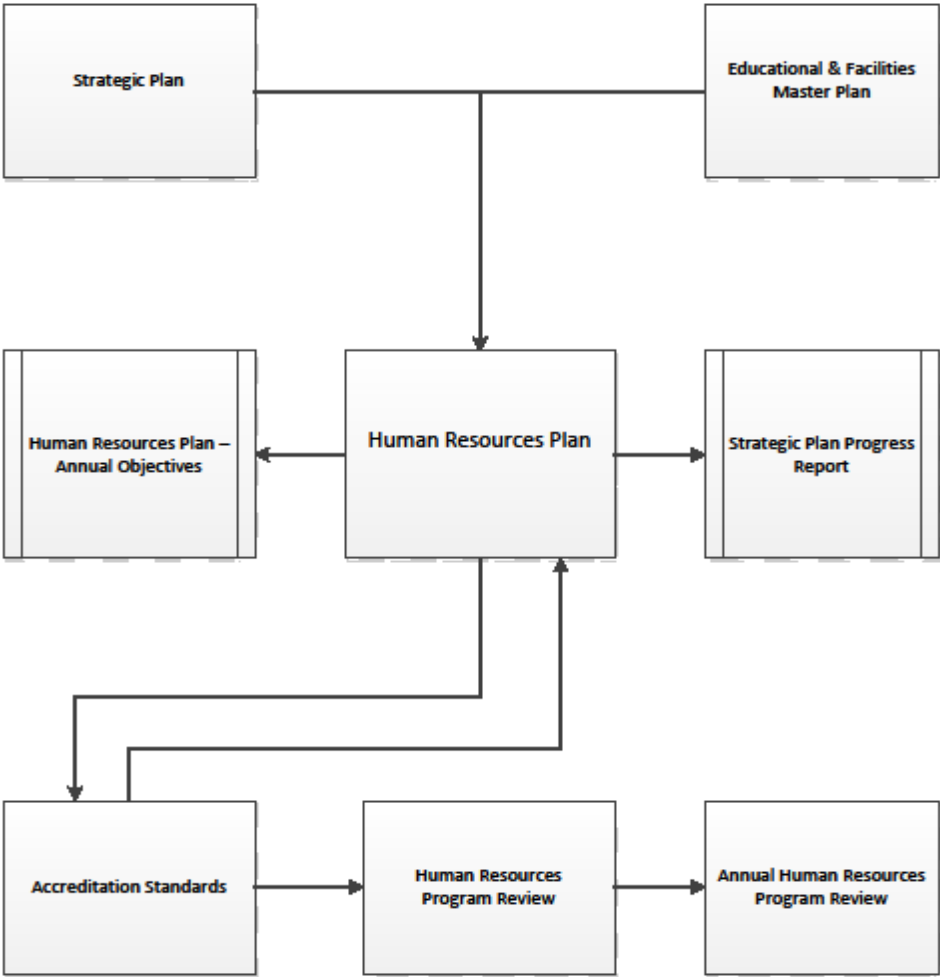 Strategic Plan
Educational & Facilities
Master Plan
Human Resources Plan –
Annual Objectives
Human Resources Plan
Strategic Plan Progress
Report
Accreditation Standards
Human Resources
Program Review
Annual Human Resources
Program Review